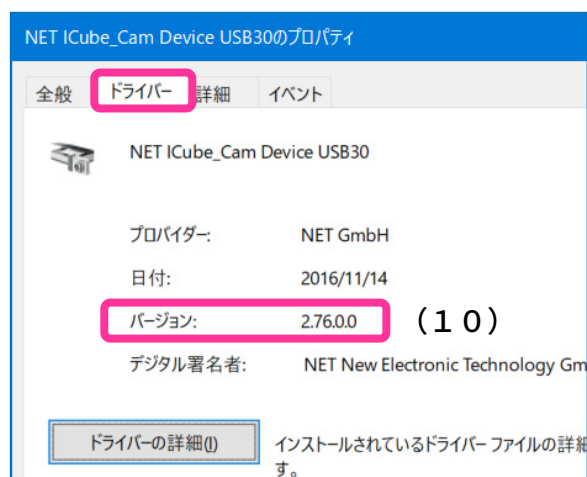 NET ICube_Cam Device USB30のプロパティ
全般 ドライバー 詳細 イベント
NET ICube_Cam Device USB30
プロバイダー: NET GmbH
日付: 2016/11/14
バージョン: 2.76.0.0 (10)
デジタル署名者: NET New Electronic Technology Gm
ドライバーの詳細(I) インストールされているドライバー ファイルの詳細
す。